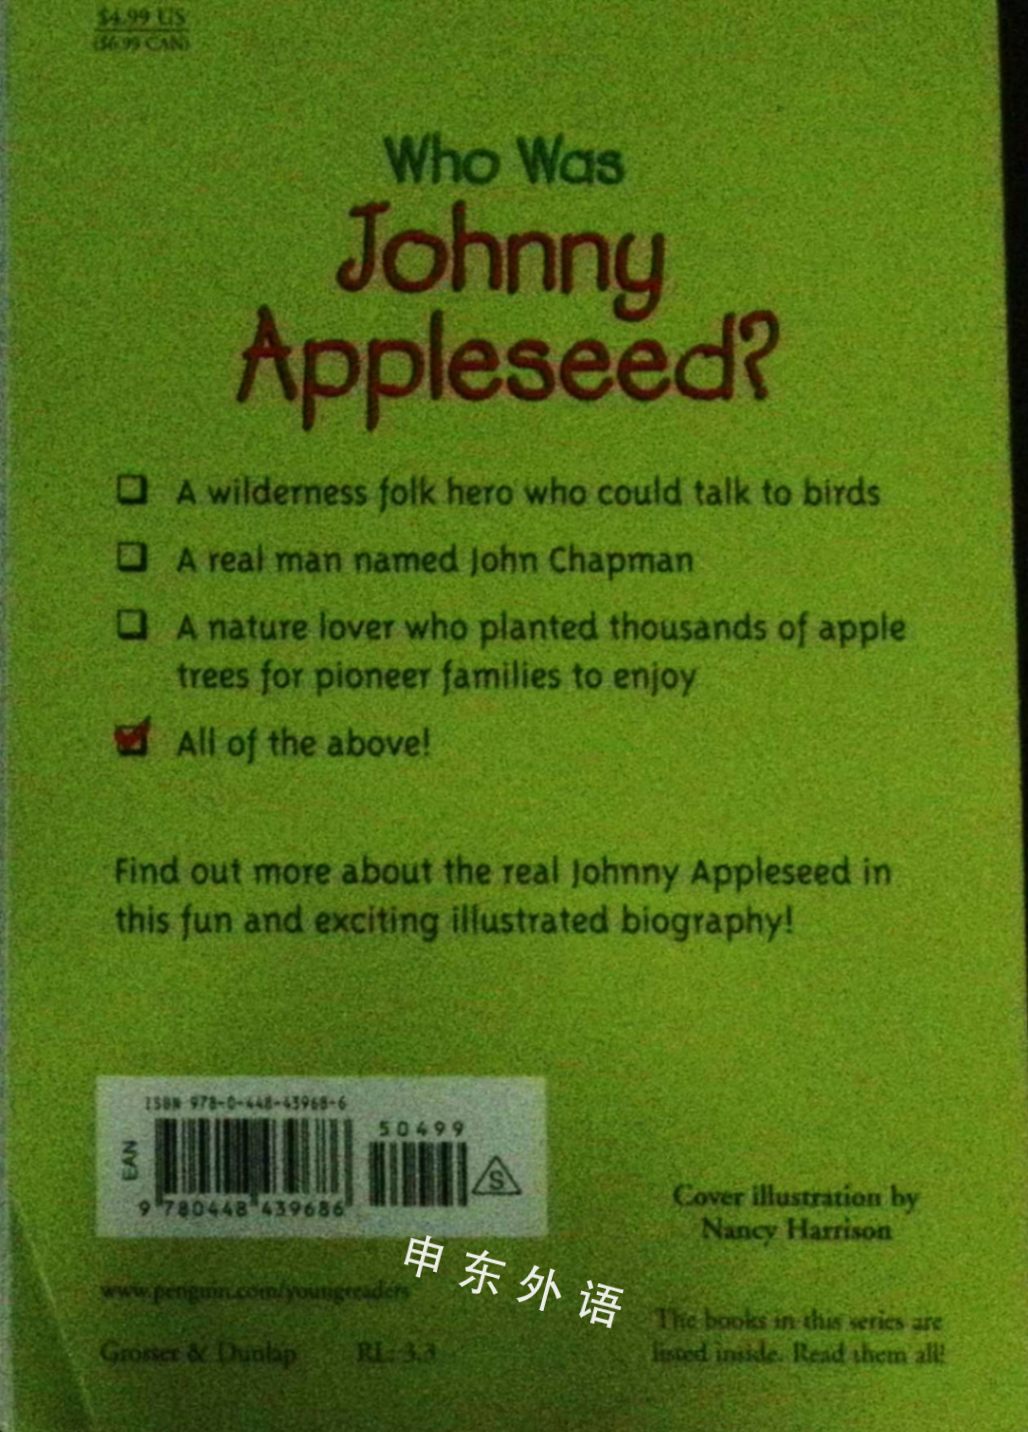 $4.99 US
($6.99 CAN)
Who Was
Johnny
Appleseed?
A wilderness folk hero who could talk to birds
A real man named John Chapman
A nature lover who planted thousands of apple
trees for pioneer families to enjoy
All of the above!
Find out more about the real Johnny Appleseed in
this fun and exciting illustrated biography!
ISBN 978-0-448-43968-6
50499
EAN
S
9 780448 439686
Cover illustration by
Nancy Harrison
申东外语
www.penguin.com/youngreaders
The books in this series are
Grosset & Dunlap RL: 3.3
listed inside. Read them all!